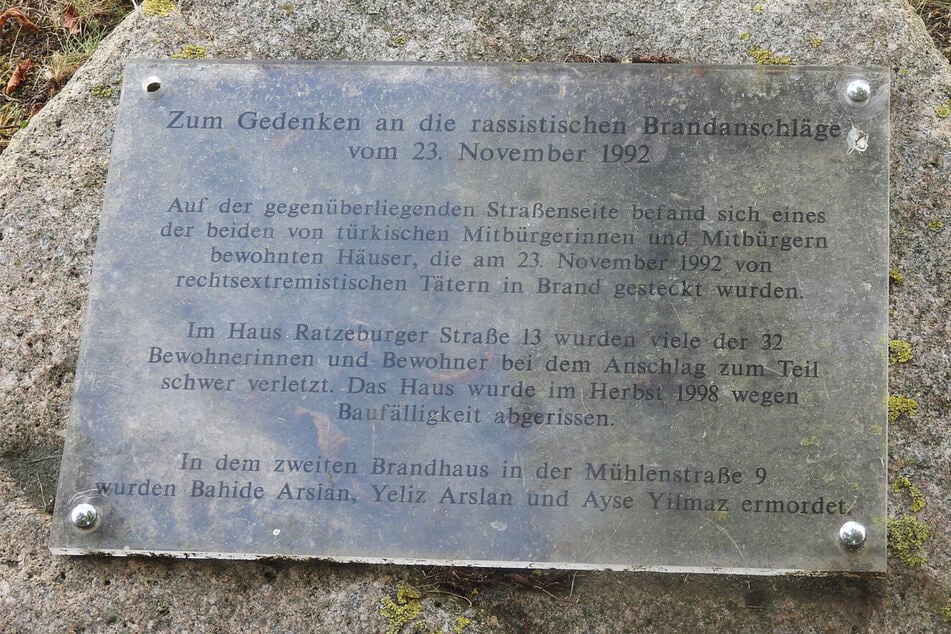 Zum Gedenken an die rassistischen Brandanschläge
vom 23. November 1992
Auf der gegenüberliegenden Straßenseite befand sich eines
der beiden von türkischen Mitbürgerinnen und Mitbürgern
bewohnten Häuser, die am 23. November 1992 von
rechtsextremistischen Tätern in Brand gesteckt wurden.
Im Haus Ratzeburger Straße 13 wurden viele der 32
Bewohnerinnen und Bewohner bei dem Anschlag zum Teil
schwer verletzt. Das Haus wurde im Herbst 1998 wegen
Baufälligkeit abgerissen.
In dem zweiten Brandhaus in der Mühlenstraße 9
wurden Bahide Arslan, Yeliz Arslan und Ayse Yilmaz ermordet.